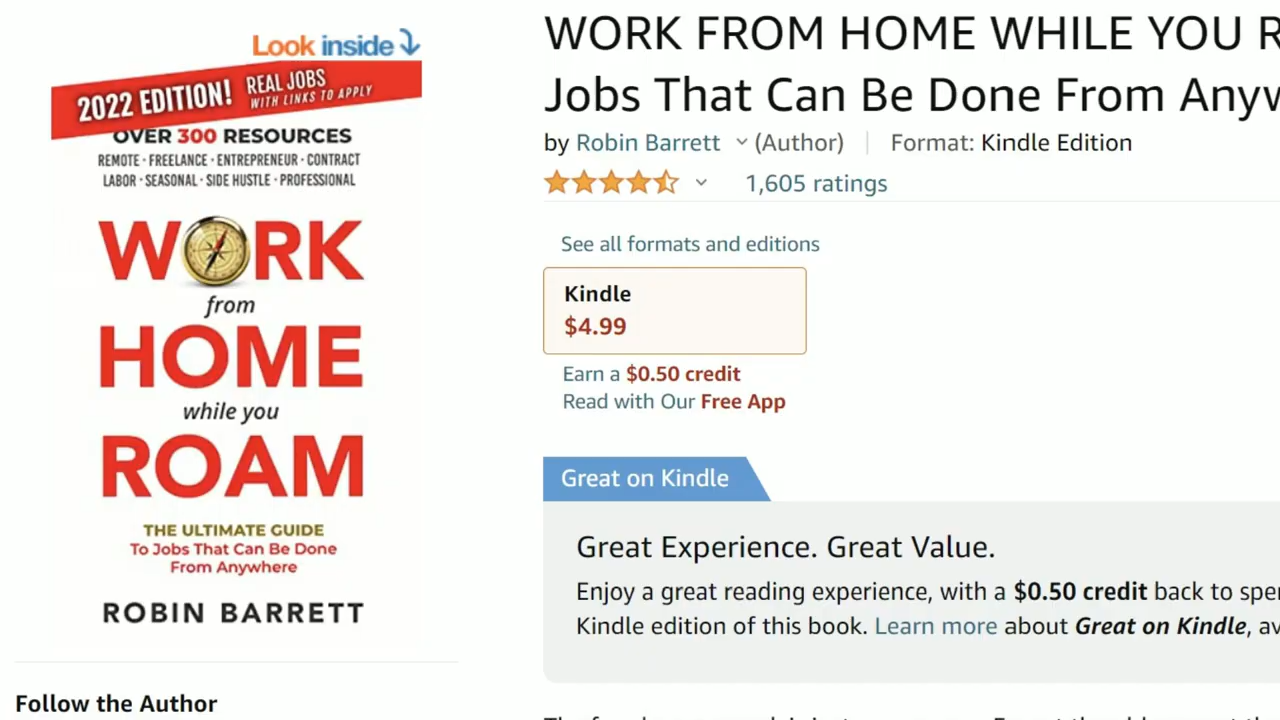 Look inside
2022 EDITION! REAL JOBS
WITH LINKS TO APPLY
OVER 300 RESOURCES
REMOTE · FREELANCE · ENTREPRENEUR · CONTRACT
LABOR · SEASONAL · SIDE HUSTLE · PROFESSIONAL
WORK
from
HOME
while you
ROAM
THE ULTIMATE GUIDE
To Jobs That Can Be Done
From Anywhere
ROBIN BARRETT
Follow the Author
WORK FROM HOME WHILE YOU R
Jobs That Can Be Done From Anyw
by Robin Barrett (Author) Format: Kindle Edition
1,605 ratings
See all formats and editions
Kindle
$4.99
Earn a $0.50 credit
Read with Our Free App
Great on Kindle
Great Experience. Great Value.
Enjoy a great reading experience, with a $0.50 credit back to spe
Kindle edition of this book. Learn more about Great on Kindle, av